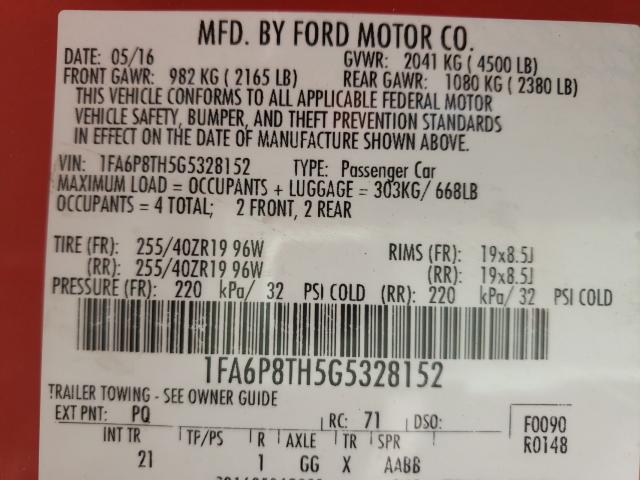 MFD. BY FORD MOTOR CO.
DATE: 05/16 GVWR: 2041 KG ( 4500 LB)
FRONT GAWR: 982 KG ( 2165 LB) REAR GAWR: 1080 KG ( 2380 LB)
THIS VEHICLE CONFORMS TO ALL APPLICABLE FEDERAL MOTOR
VEHICLE SAFETY, BUMPER, AND THEFT PREVENTION STANDARDS
IN EFFECT ON THE DATE OF MANUFACTURE SHOWN ABOVE.
VIN: 1FA6P8TH5G5328152 TYPE: Passenger Car
MAXIMUM LOAD = OCCUPANTS + LUGGAGE = 303KG/ 668LB
OCCUPANTS = 4 TOTAL; 2 FRONT, 2 REAR
TIRE (FR): 255/40ZR19 96W RIMS (FR): 19x8.5J
(RR): 255/40ZR19 96W (RR): 19x8.5J
PRESSURE (FR): 220 kPa/ 32 PSI COLD (RR): 220 kPa/ 32 PSI COLD
1FA6P8TH5G5328152
TRAILER TOWING - SEE OWNER GUIDE
EXT PNT: PQ RC: 71 DSO: F0090
R0148
INT TR TP/PS R AXLE TR SPR
21 1 GG X AABB